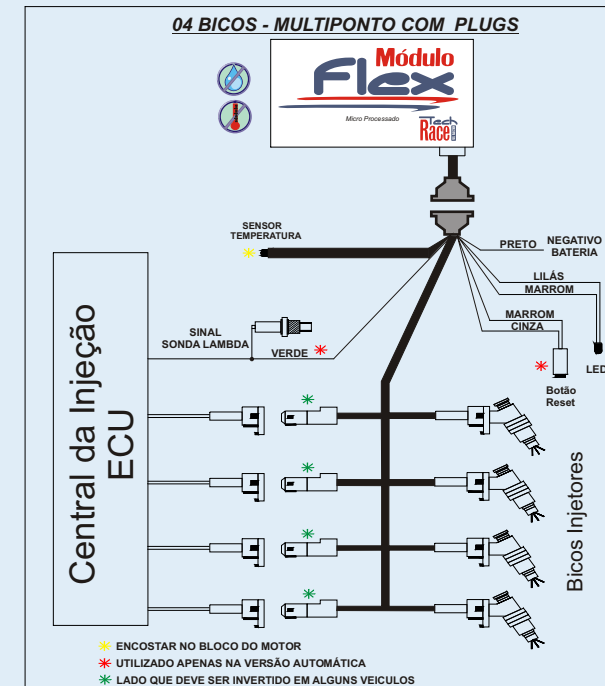 04 BICOS - MULTIPONTO COM PLUGS
Módulo
Flex
Micro Processado
Tech
Race
SENSOR
TEMPERATURA
PRETO
NEGATIVO
BATERIA
LILÁS
MARROM
MARROM
CINZA
LED
Botão
Reset
SINAL
SONDA LAMBDA
VERDE
Central da Injeção
ECU
Bicos Injetores
ENCOSTAR NO BLOCO DO MOTOR
UTILIZADO APENAS NA VERSÃO AUTOMÁTICA
LADO QUE DEVE SER INVERTIDO EM ALGUNS VEICULOS